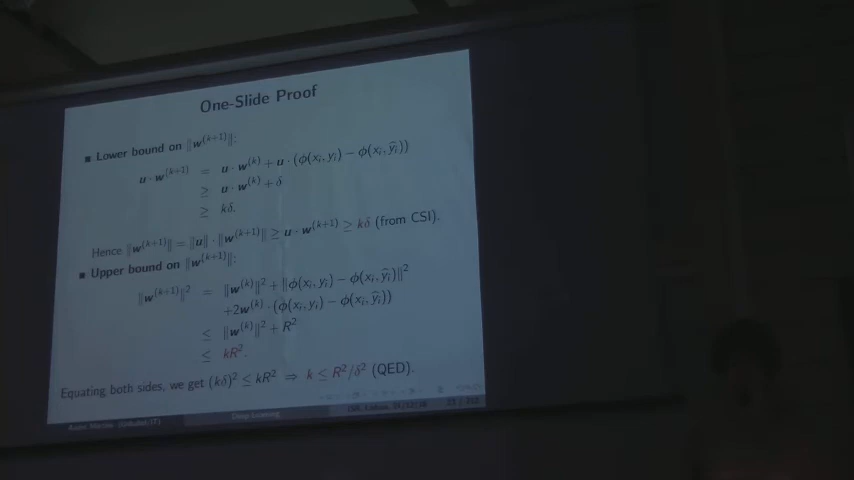 One-Slide Proof
■ Lower bound on ‖w^(k+1)‖:
u · w^(k+1) = u · w^(k) + u · (φ(x_i, y_i) − φ(x_i, ŷ_i))
≥ u · w^(k) + δ
≥ kδ.
Hence ‖w^(k+1)‖ = ‖u‖ · ‖w^(k+1)‖ ≥ u · w^(k+1) ≥ kδ (from CSI).
■ Upper bound on ‖w^(k+1)‖:
‖w^(k+1)‖² = ‖w^(k)‖² + ‖φ(x_i, y_i) − φ(x_i, ŷ_i)‖²
+2w^(k) · (φ(x_i, y_i) − φ(x_i, ŷ_i))
≤ ‖w^(k)‖² + R²
≤ kR².
Equating both sides, we get (kδ)² ≤ kR² ⇒ k ≤ R²/δ² (QED).
Deep Learning